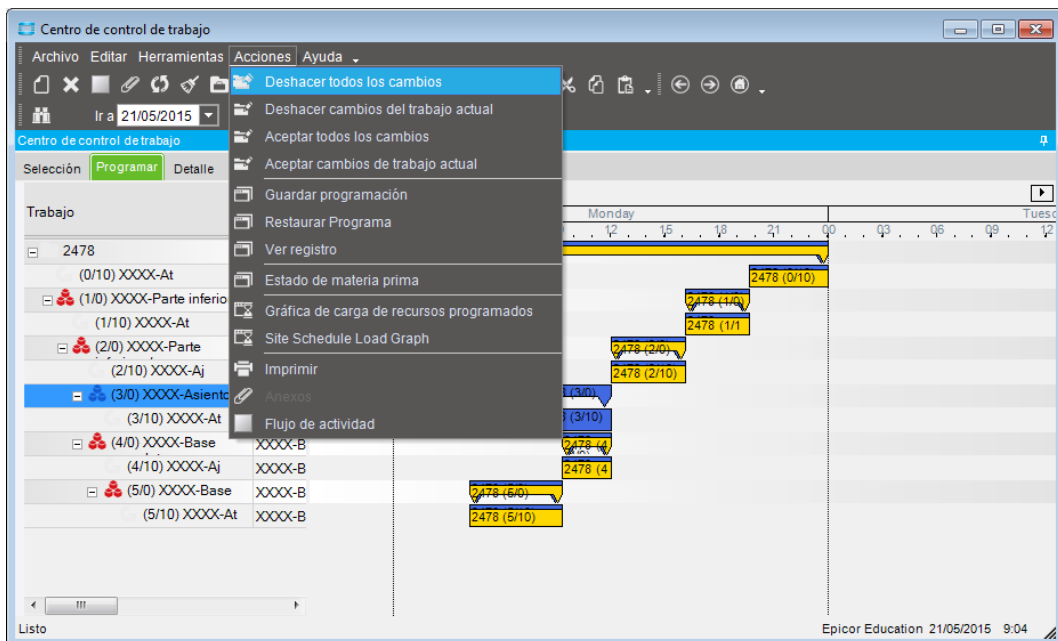 Centro de control de trabajo
Archivo Editar Herramientas Acciones Ayuda
Ir a 21/05/2015
Centro de control de trabajo
Selección Programar Detalle
Deshacer todos los cambios
Deshacer cambios del trabajo actual
Aceptar todos los cambios
Aceptar cambios de trabajo actual
Guardar programación
Restaurar Programa
Ver registro
Estado de materia prima
Gráfica de carga de recursos programados
Site Schedule Load Graph
Imprimir
Anexos
Flujo de actividad
Trabajo
Monday Tuesd
12 15 18 21 00 03 06 09 12
2478
(0/10) XXXX-At 2478 (0/10)
(1/0) XXXX-Parte inferio 2478 (1/0)
(1/10) XXXX-At 2478 (1/1
(2/0) XXXX-Parte 2478 (2/0)
(2/10) XXXX-Aj 2478 (2/10)
(3/0) XXXX-Asiento (3/0)
(3/10) XXXX-At (3/10)
(4/0) XXXX-Base XXXX-B 2478 (4
(4/10) XXXX-Aj XXXX-B 2478 (4
(5/0) XXXX-Base XXXX-B 2478 (5/0)
(5/10) XXXX-At XXXX-B 2478 (5/10)
Listo Epicor Education 21/05/2015 9:04